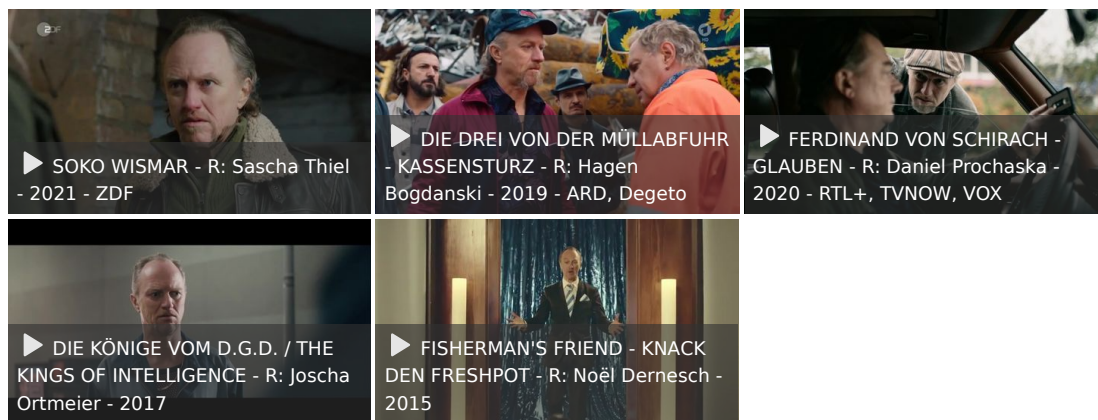 ZDF
SOKO WISMAR - R: Sascha Thiel
- 2021 - ZDF
DIE DREI VON DER MÜLLABFUHR
- KASSENSTURZ - R: Hagen
Bogdanski - 2019 - ARD, Degeto
FERDINAND VON SCHIRACH -
GLAUBEN - R: Daniel Prochaska -
2020 - RTL+, TVNOW, VOX
DIE KÖNIGE VOM D.G.D. / THE
KINGS OF INTELLIGENCE - R: Joscha
Ortmeier - 2017
FISHERMAN'S FRIEND - KNACK
DEN FRESHPOT - R: Noël Dernesch -
2015